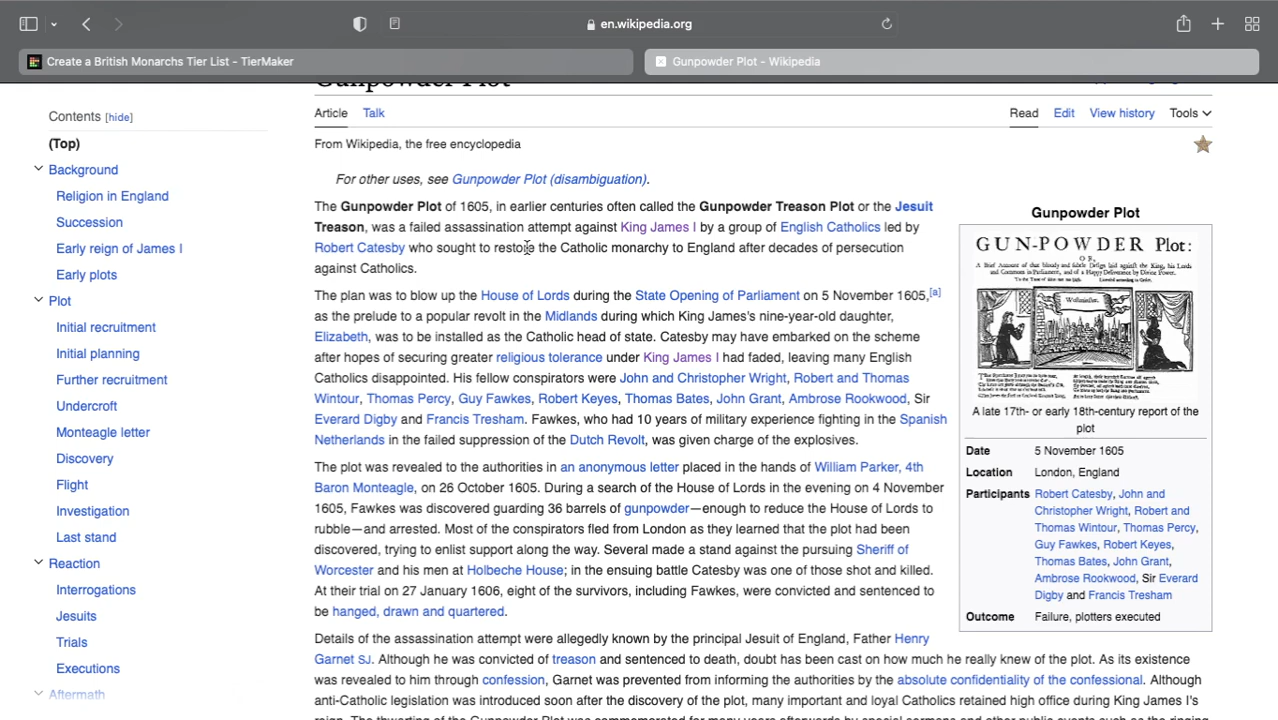 en.wikipedia.org
Create a British Monarchs Tier List - TierMaker
Gunpowder Plot - Wikipedia
Gunpowder Plot
Contents [hide]
(Top)
Background
Religion in England
Succession
Early reign of James I
Early plots
Plot
Initial recruitment
Initial planning
Further recruitment
Undercroft
Monteagle letter
Discovery
Flight
Investigation
Last stand
Reaction
Interrogations
Jesuits
Trials
Executions
Aftermath
Article Talk
Read Edit View history Tools
From Wikipedia, the free encyclopedia
For other uses, see Gunpowder Plot (disambiguation).
The Gunpowder Plot of 1605, in earlier centuries often called the Gunpowder Treason Plot or the Jesuit
Treason, was a failed assassination attempt against King James I by a group of English Catholics led by
Robert Catesby who sought to restore the Catholic monarchy to England after decades of persecution
against Catholics.
The plan was to blow up the House of Lords during the State Opening of Parliament on 5 November 1605,[a]
as the prelude to a popular revolt in the Midlands during which King James's nine-year-old daughter,
Elizabeth, was to be installed as the Catholic head of state. Catesby may have embarked on the scheme
after hopes of securing greater religious tolerance under King James I had faded, leaving many English
Catholics disappointed. His fellow conspirators were John and Christopher Wright, Robert and Thomas
Wintour, Thomas Percy, Guy Fawkes, Robert Keyes, Thomas Bates, John Grant, Ambrose Rookwood, Sir
Everard Digby and Francis Tresham. Fawkes, who had 10 years of military experience fighting in the Spanish
Netherlands in the failed suppression of the Dutch Revolt, was given charge of the explosives.
The plot was revealed to the authorities in an anonymous letter placed in the hands of William Parker, 4th
Baron Monteagle, on 26 October 1605. During a search of the House of Lords in the evening on 4 November
1605, Fawkes was discovered guarding 36 barrels of gunpowder—enough to reduce the House of Lords to
rubble—and arrested. Most of the conspirators fled from London as they learned that the plot had been
discovered, trying to enlist support along the way. Several made a stand against the pursuing Sheriff of
Worcester and his men at Holbeche House; in the ensuing battle Catesby was one of those shot and killed.
At their trial on 27 January 1606, eight of the survivors, including Fawkes, were convicted and sentenced to
be hanged, drawn and quartered.
Details of the assassination attempt were allegedly known by the principal Jesuit of England, Father Henry
Garnet SJ. Although he was convicted of treason and sentenced to death, doubt has been cast on how much he really knew of the plot. As its existence
was revealed to him through confession, Garnet was prevented from informing the authorities by the absolute confidentiality of the confessional. Although
anti-Catholic legislation was introduced soon after the discovery of the plot, many important and loyal Catholics retained high office during King James I's
reign. The thwarting of the Gunpowder Plot was commemorated for many years afterwards by special sermons and other public events such as the ringing
Gunpowder Plot
GUN-POWDER Plot:
OR,
A late 17th- or early 18th-century report of the
plot
Date 5 November 1605
Location London, England
Participants Robert Catesby, John and
Christopher Wright, Robert and
Thomas Wintour, Thomas Percy,
Guy Fawkes, Robert Keyes,
Thomas Bates, John Grant,
Ambrose Rookwood, Sir Everard
Digby and Francis Tresham
Outcome Failure, plotters executed